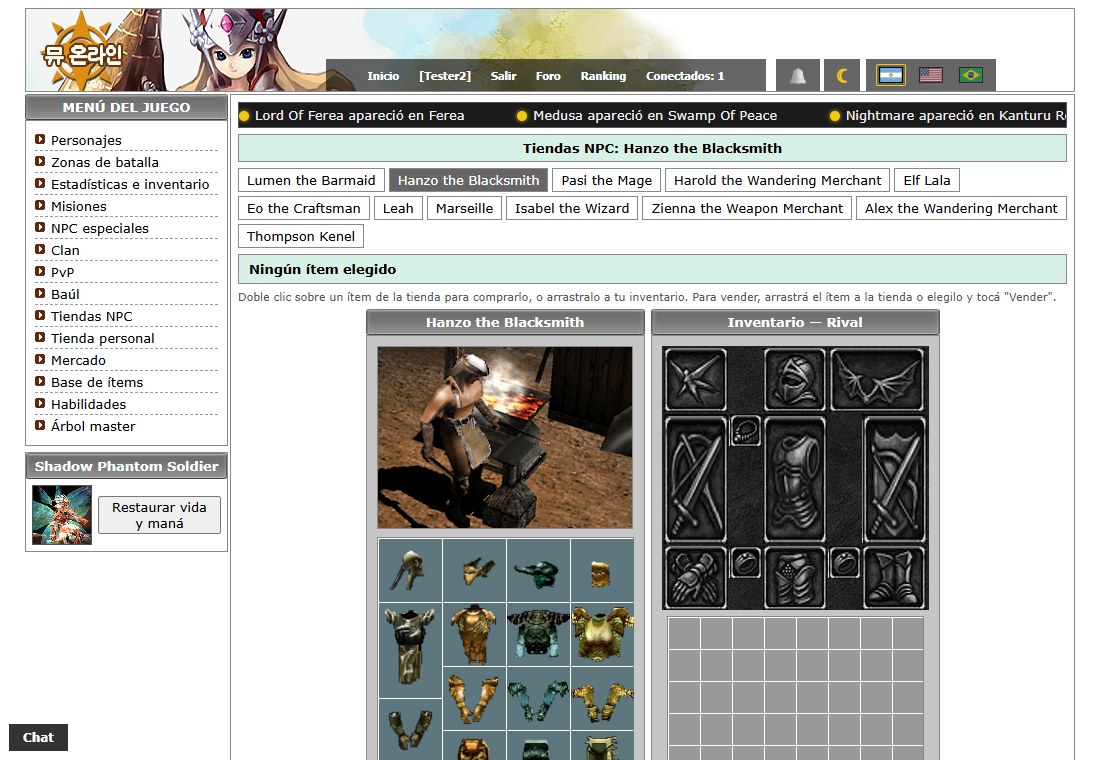 뮤 온라인
Inicio [Tester2] Salir Foro Ranking Conectados: 1
MENÚ DEL JUEGO
Personajes
Zonas de batalla
Estadísticas e inventario
Misiones
NPC especiales
Clan
PvP
Baúl
Tiendas NPC
Tienda personal
Mercado
Base de ítems
Habilidades
Árbol master
Shadow Phantom Soldier
Restaurar vida
y maná
Chat
Lord Of Ferea apareció en Ferea Medusa apareció en Swamp Of Peace Nightmare apareció en Kanturu
Tiendas NPC: Hanzo the Blacksmith
Lumen the Barmaid Hanzo the Blacksmith Pasi the Mage Harold the Wandering Merchant Elf Lala
Eo the Craftsman Leah Marseille Isabel the Wizard Zienna the Weapon Merchant Alex the Wandering Merchant
Thompson Kenel
Ningún ítem elegido
Doble clic sobre un ítem de la tienda para comprarlo, o arrastralo a tu inventario. Para vender, arrastrá el ítem a la tienda o elegilo y tocá "Vender".
Hanzo the Blacksmith
Inventario — Rival